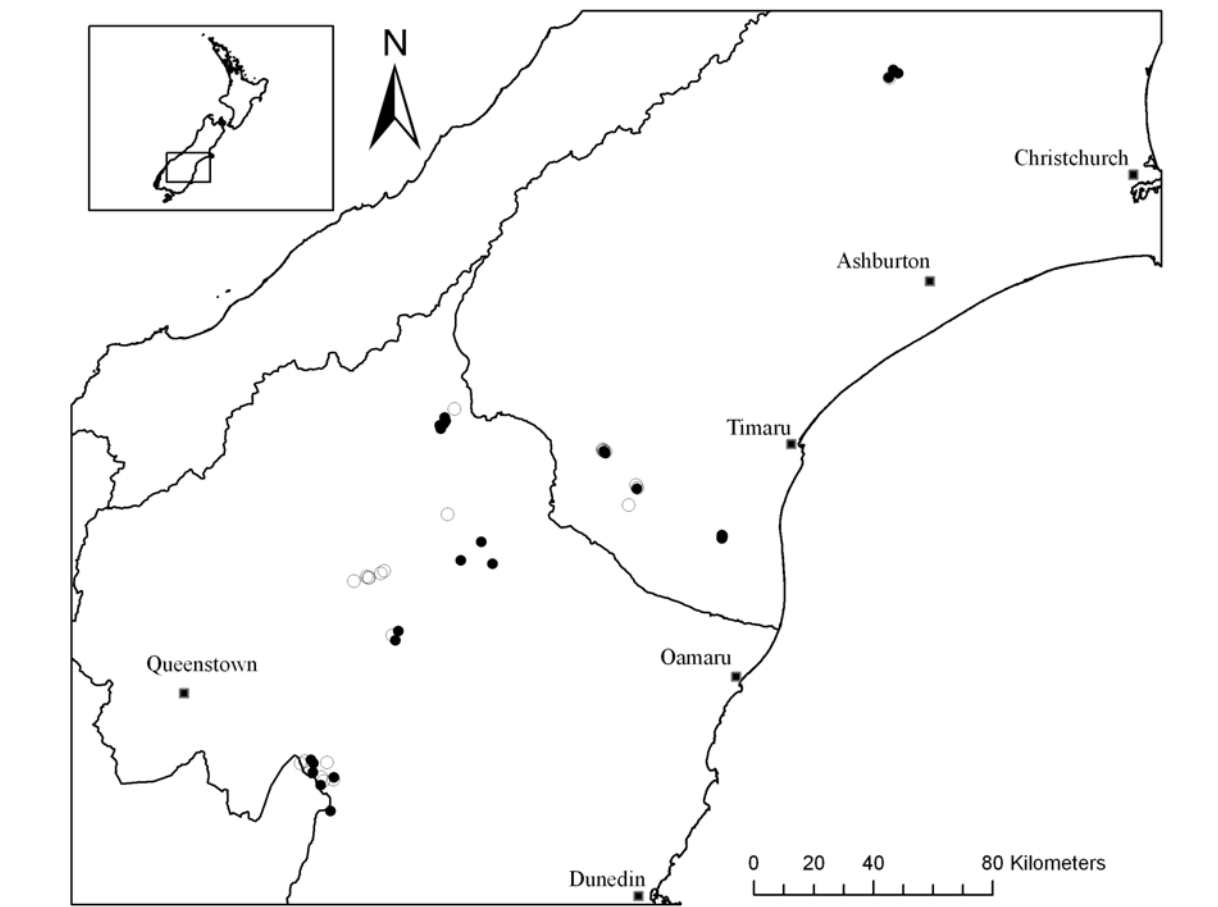 N
Christchurch
Ashburton
Timaru
Queenstown
Oamaru
Dunedin
0 20 40 80 Kilometers